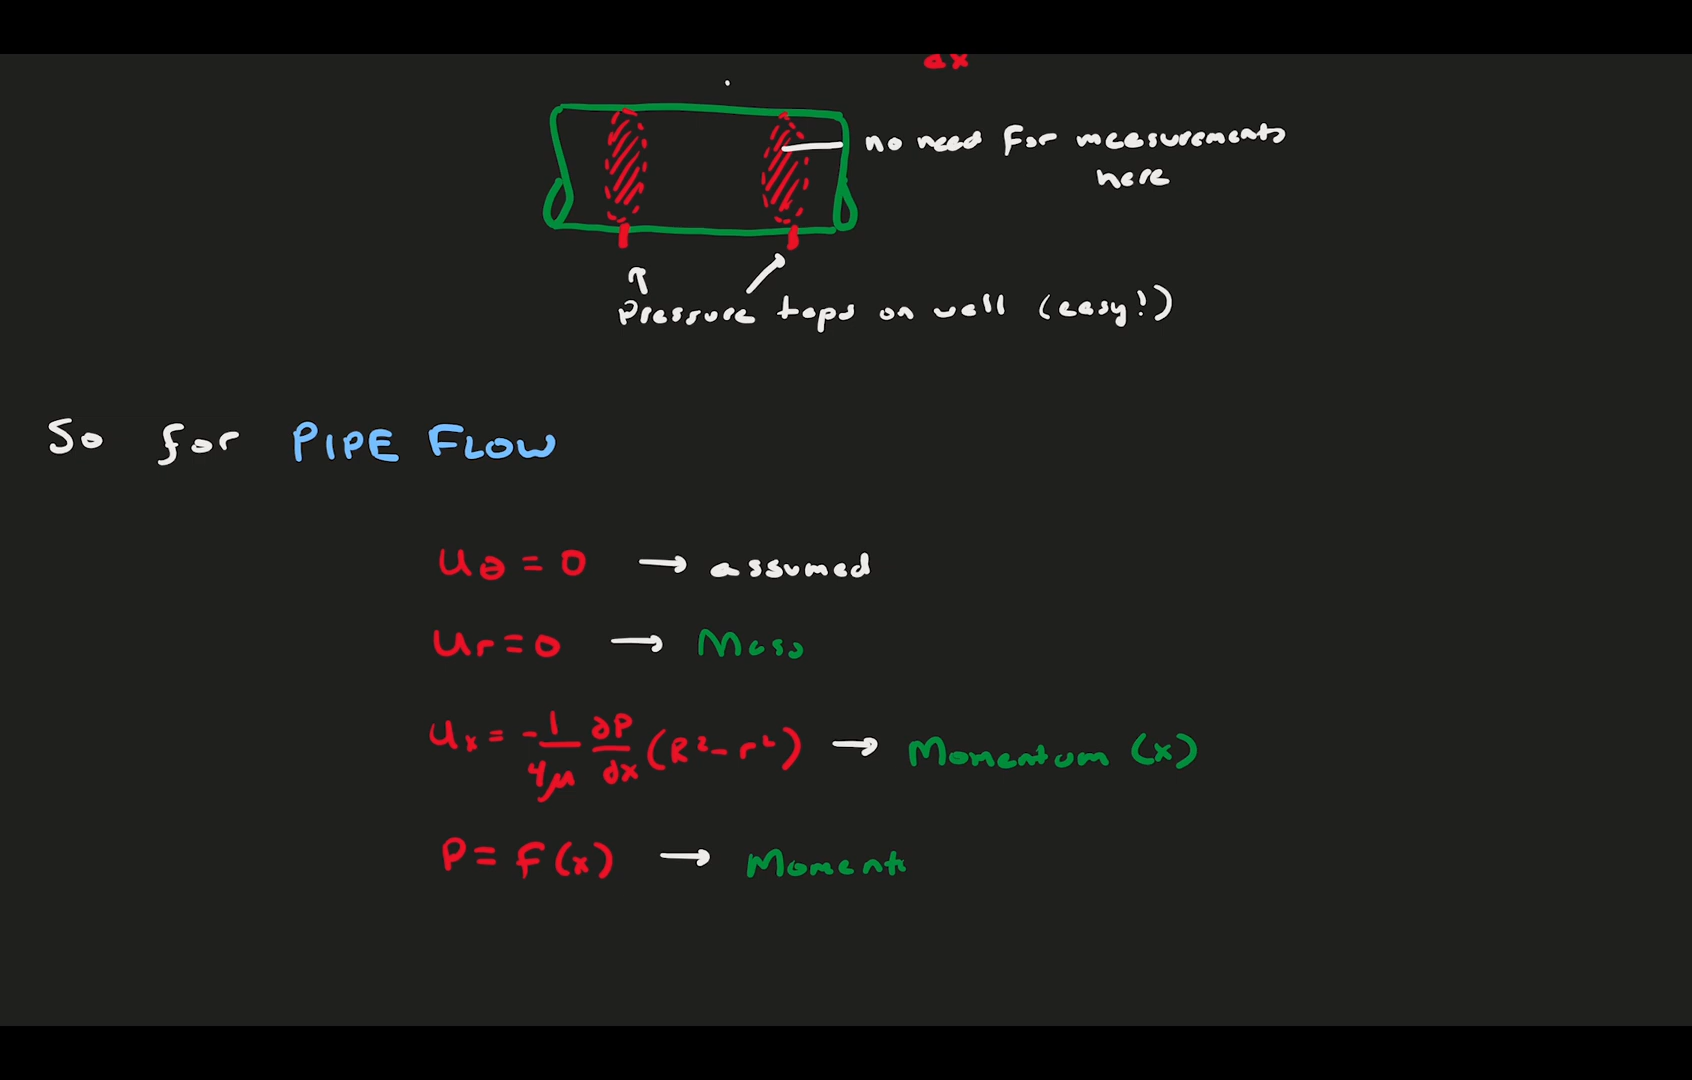 dx
no need for measurements
here
Pressure taps on wall (easy!)
So for PIPE FLOW
uθ = 0 → assumed
ur = 0 → Mass
ux = -1/4μ ∂P/dx (R² - r²) → Momentum (x)
P = f(x) → Moment